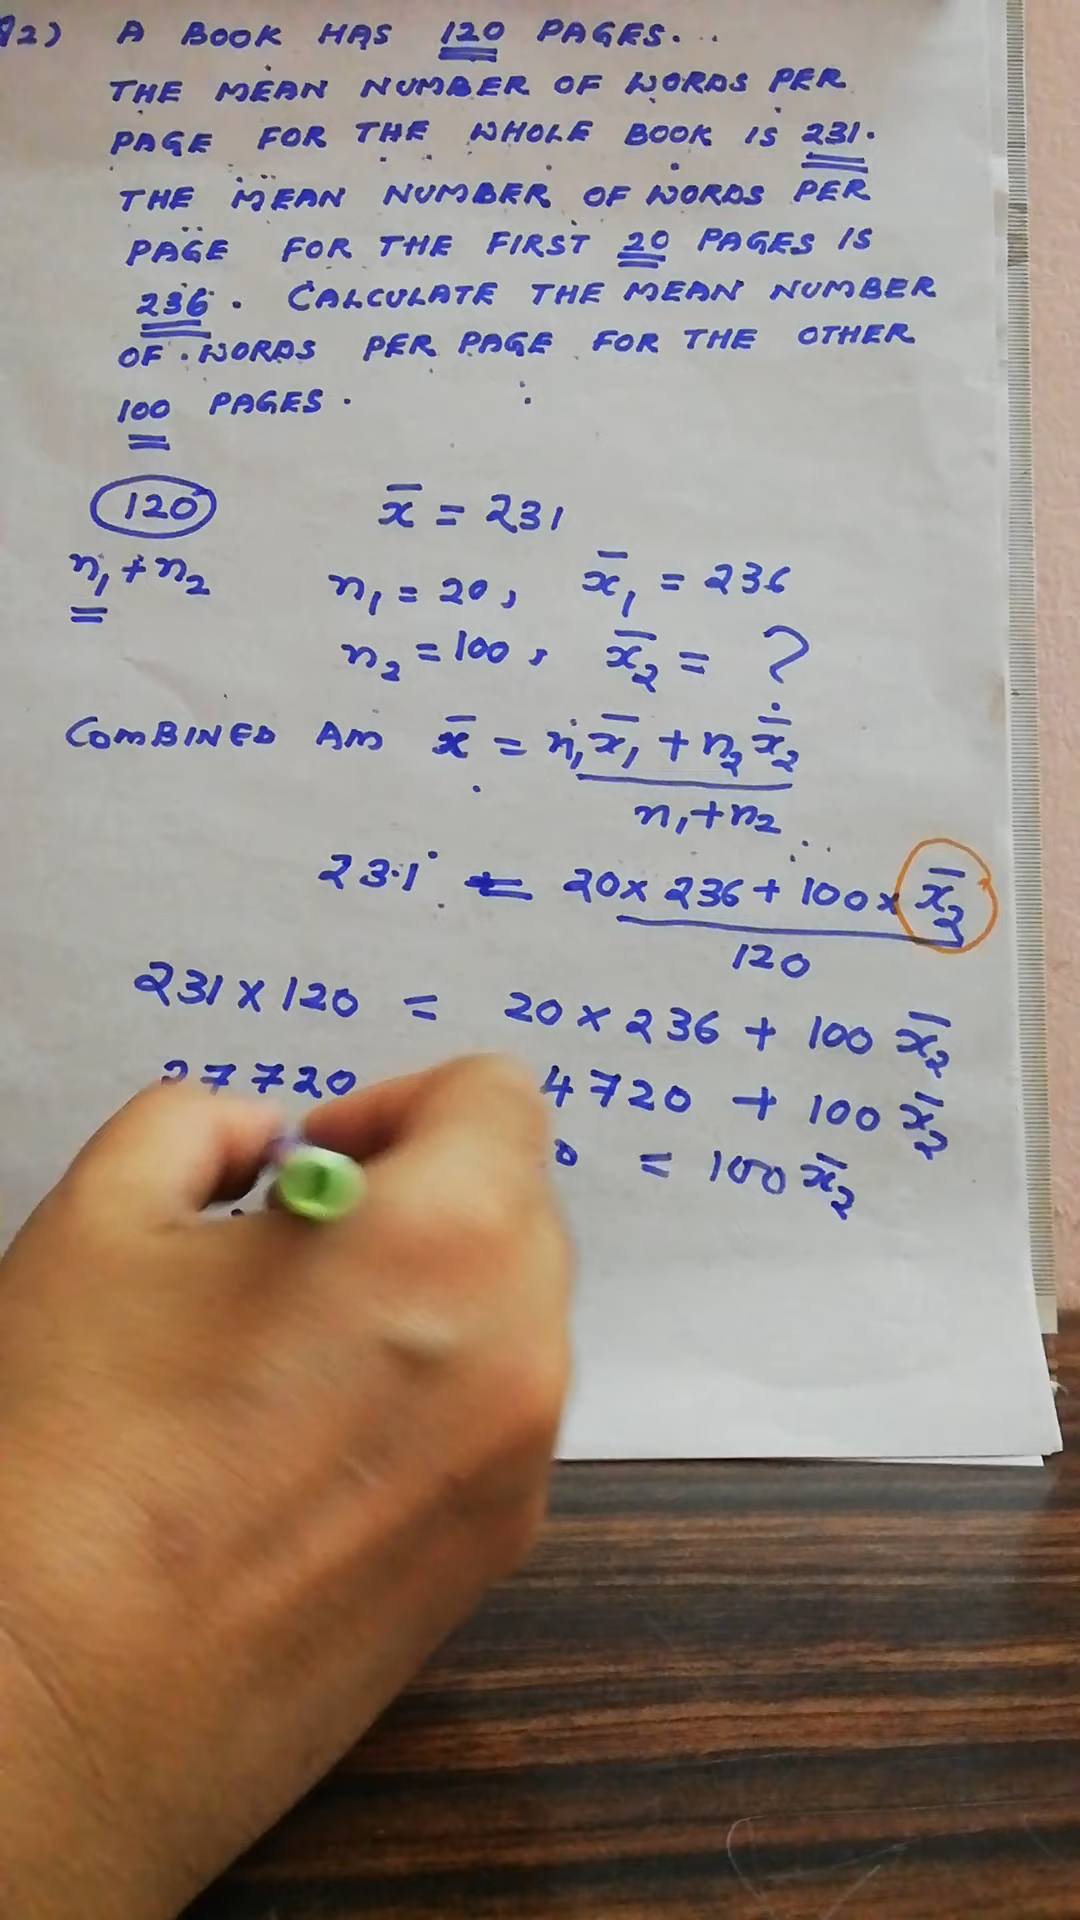 Q2) A BOOK HAS 120 PAGES.
THE MEAN NUMBER OF WORDS PER
PAGE FOR THE WHOLE BOOK IS 231.
THE MEAN NUMBER OF WORDS PER
PAGE FOR THE FIRST 20 PAGES IS
236. CALCULATE THE MEAN NUMBER
OF WORDS PER PAGE FOR THE OTHER
100 PAGES.
120 x̄ = 231
n₁ + n₂ n₁ = 20, x̄₁ = 236
n₂ = 100, x̄₂ = ?
COMBINED AM x̄ = n₁x̄₁ + n₂x̄₂
n₁ + n₂
231 = 20 × 236 + 100 × x̄₂
120
231 × 120 = 20 × 236 + 100 x̄₂
27720 4720 + 100 x̄₂
= 100 x̄₂